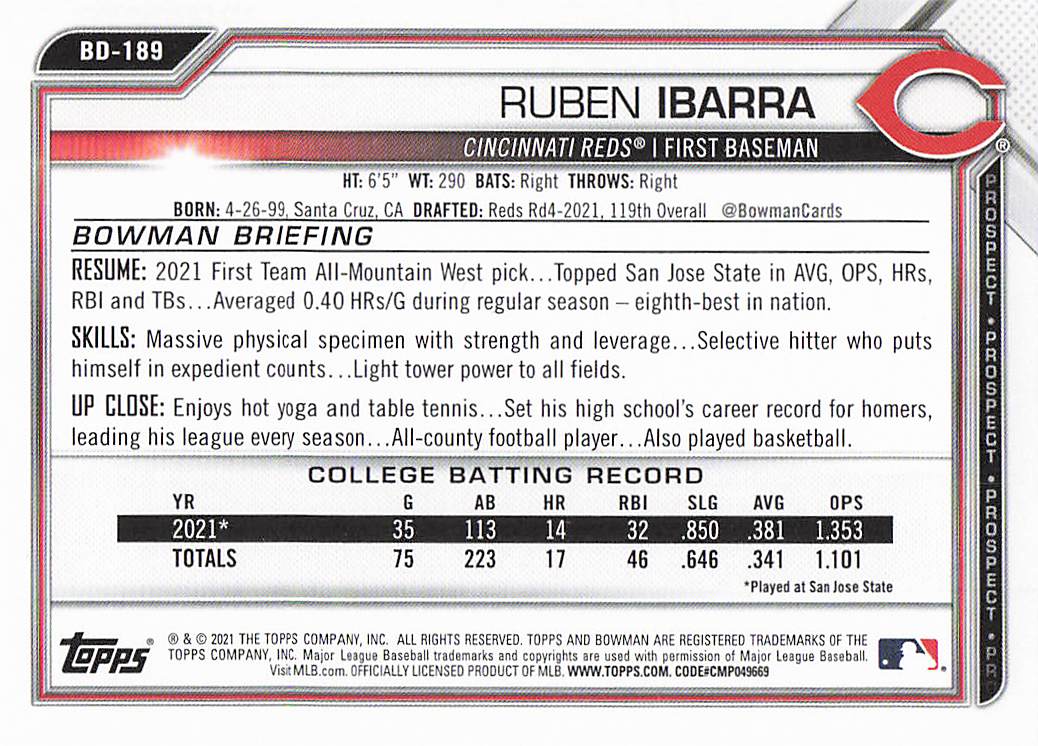 BD-189
RUBEN IBARRA
CINCINNATI REDS® | FIRST BASEMAN
HT: 6'5" WT: 290 BATS: Right THROWS: Right
BORN: 4-26-99, Santa Cruz, CA DRAFTED: Reds Rd4-2021, 119th Overall @BowmanCards
BOWMAN BRIEFING
RESUME: 2021 First Team All-Mountain West pick...Topped San Jose State in AVG, OPS, HRs,
RBI and TBs...Averaged 0.40 HRs/G during regular season – eighth-best in nation.
SKILLS: Massive physical specimen with strength and leverage...Selective hitter who puts
himself in expedient counts...Light tower power to all fields.
UP CLOSE: Enjoys hot yoga and table tennis...Set his high school's career record for homers,
leading his league every season...All-county football player...Also played basketball.
COLLEGE BATTING RECORD
YR G AB HR RBI SLG AVG OPS
2021* 35 113 14 32 .850 .381 1.353
TOTALS 75 223 17 46 .646 .341 1.101
*Played at San Jose State
topps®
® & © 2021 THE TOPPS COMPANY, INC. ALL RIGHTS RESERVED. TOPPS AND BOWMAN ARE REGISTERED TRADEMARKS OF THE
TOPPS COMPANY, INC. Major League Baseball trademarks and copyrights are used with permission of Major League Baseball.
Visit MLB.com. OFFICIALLY LICENSED PRODUCT OF MLB. WWW.TOPPS.COM. CODE#CMP049669
C®
PROSPECT • PROSPECT • PROSPECT • PR